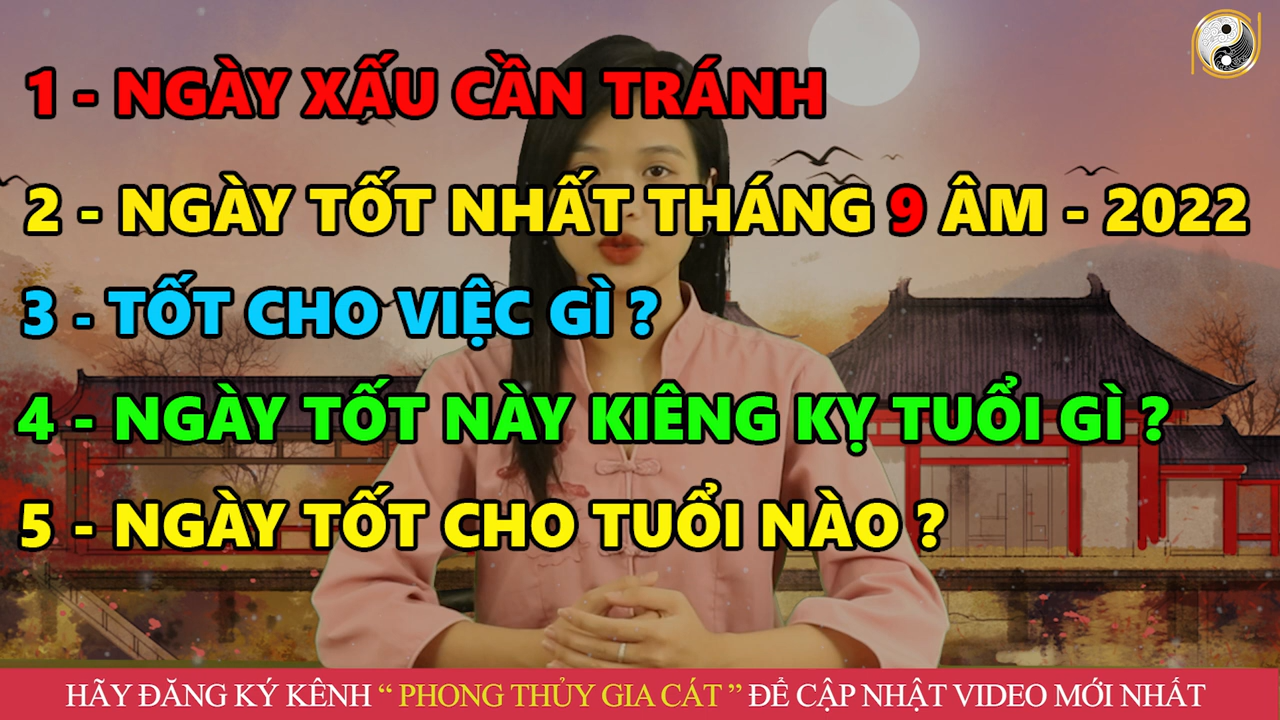 1 - NGÀY XẤU CẦN TRÁNH
2 - NGÀY TỐT NHẤT THÁNG 9 ÂM - 2022
3 - TỐT CHO VIỆC GÌ ?
4 - NGÀY TỐT NÀY KIÊNG KỴ TUỔI GÌ ?
5 - NGÀY TỐT CHO TUỔI NÀO ?
HÃY ĐĂNG KÝ KÊNH “ PHONG THỦY GIA CÁT ” ĐỂ CẬP NHẬT VIDEO MỚI NHẤT